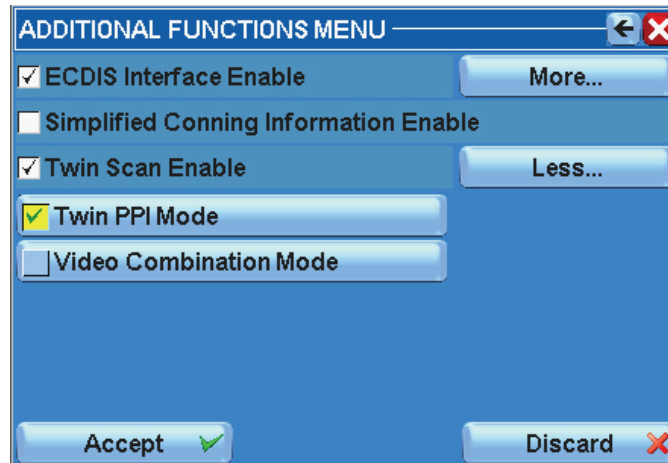 ADDITIONAL FUNCTIONS MENU
ECDIS Interface Enable More...
Simplified Conning Information Enable
Twin Scan Enable Less...
Twin PPI Mode
Video Combination Mode
Accept Discard